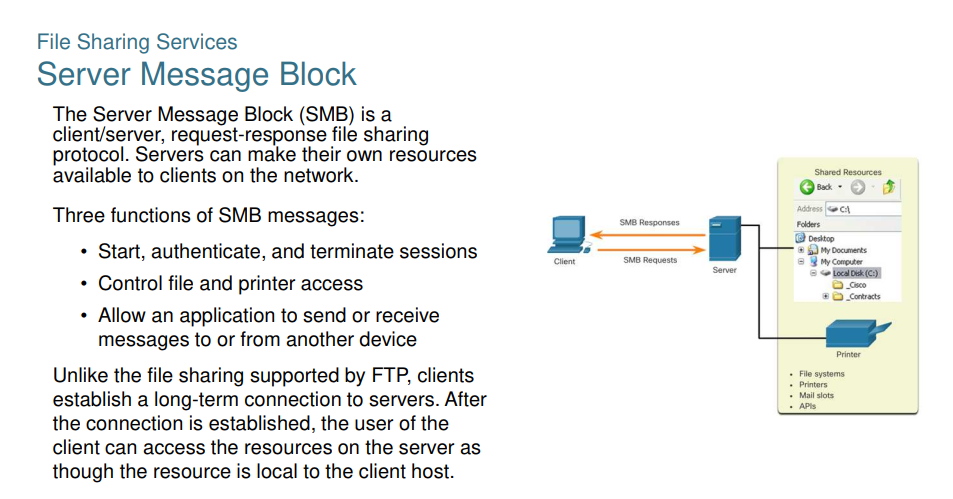 File Sharing Services
Server Message Block
The Server Message Block (SMB) is a
client/server, request-response file sharing
protocol. Servers can make their own resources
available to clients on the network.
Three functions of SMB messages:
• Start, authenticate, and terminate sessions
• Control file and printer access
• Allow an application to send or receive
messages to or from another device
Unlike the file sharing supported by FTP, clients
establish a long-term connection to servers. After
the connection is established, the user of the
client can access the resources on the server as
though the resource is local to the client host.
Client
SMB Responses
SMB Requests
Server
Shared Resources
Back
Address C:\
Folders
Desktop
My Documents
My Computer
Local Disk (C:)
_Cisco
_Contracts
Printer
• File systems
• Printers
• Mail slots
• APIs